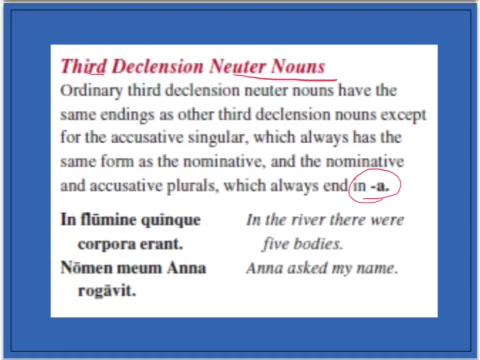 Third Declension Neuter Nouns
Ordinary third declension neuter nouns have the
same endings as other third declension nouns except
for the accusative singular, which always has the
same form as the nominative, and the nominative
and accusative plurals, which always end in -a.
In flūmine quīnque
corpora erant.
In the river there were
five bodies.
Nōmen meum Anna
rogāvit.
Anna asked my name.